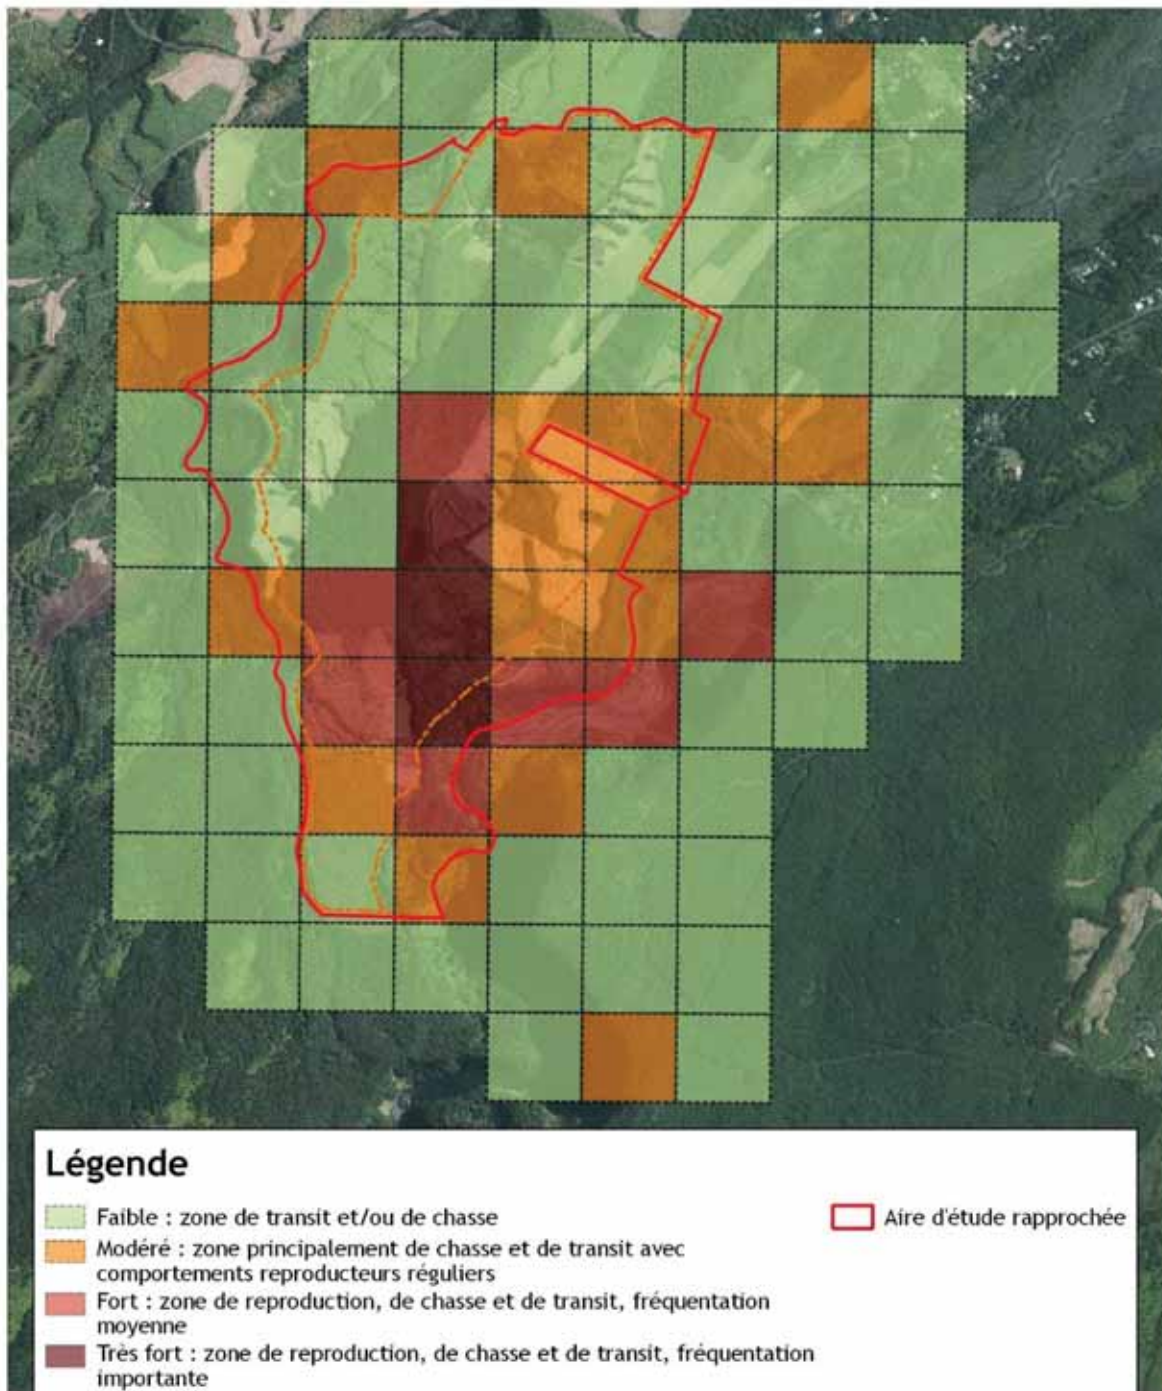 Légende
Faible : zone de transit et/ou de chasse
Modéré : zone principalement de chasse et de transit avec
comportements reproducteurs réguliers
Fort : zone de reproduction, de chasse et de transit, fréquentation
moyenne
Très fort : zone de reproduction, de chasse et de transit, fréquentation
importante
Aire d'étude rapprochée